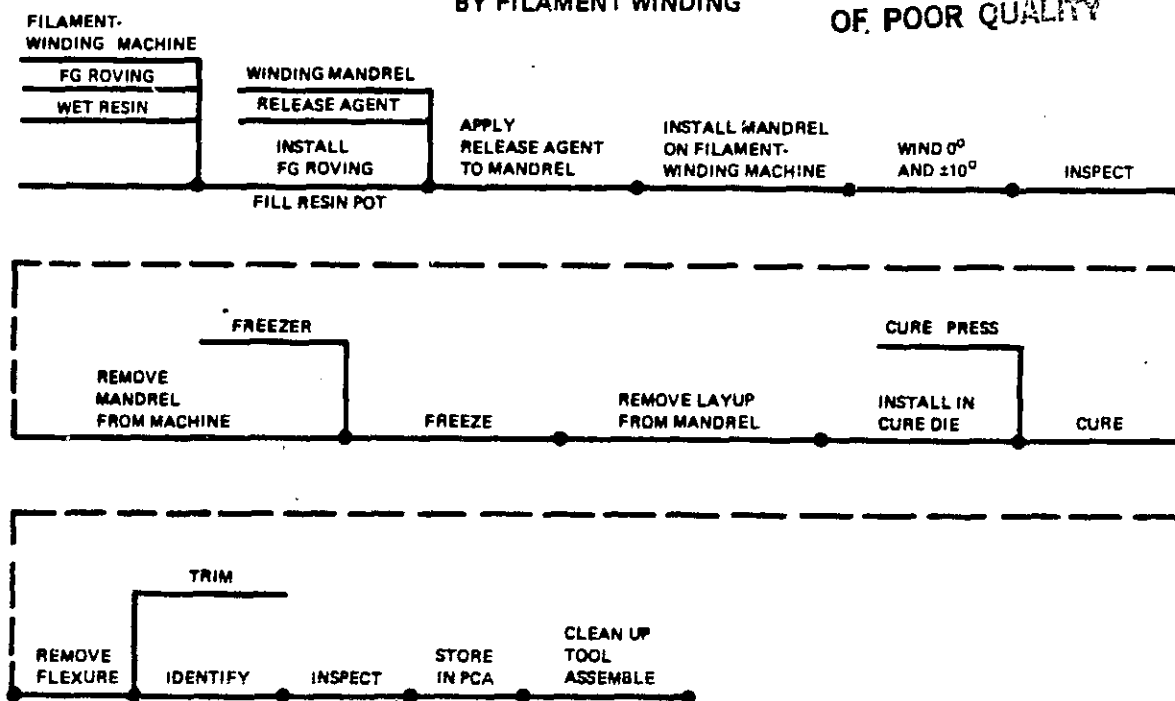 BY FILAMENT WINDING
OF POOR QUALITY
FILAMENT-
WINDING MACHINE
FG ROVING
WET RESIN
WINDING MANDREL
RELEASE AGENT
INSTALL
FG ROVING
FILL RESIN POT
APPLY
RELEASE AGENT
TO MANDREL
INSTALL MANDREL
ON FILAMENT-
WINDING MACHINE
WIND 0°
AND ±10°
INSPECT
FREEZER
REMOVE
MANDREL
FROM MACHINE
FREEZE
REMOVE LAYUP
FROM MANDREL
CURE PRESS
INSTALL IN
CURE DIE
CURE
TRIM
REMOVE
FLEXURE
IDENTIFY
INSPECT
STORE
IN PCA
CLEAN UP
TOOL
ASSEMBLE